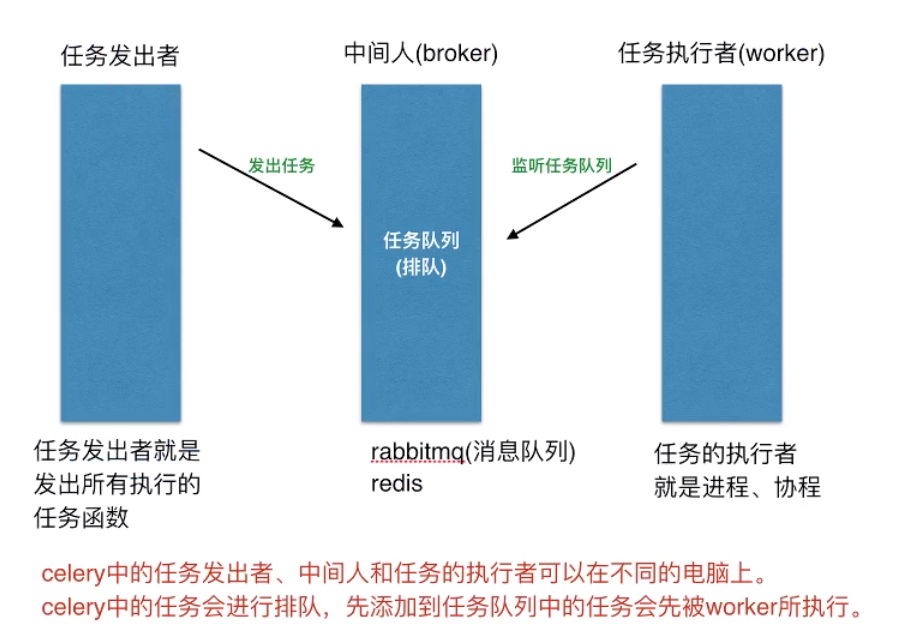 任务发出者
中间人(broker)
任务执行者(worker)
发出任务
监听任务队列
任务队列
(排队)
任务发出者就是
发出所有执行的
任务函数
rabbitmq(消息队列)
redis
任务的执行者
就是进程、协程
celery中的任务发出者、中间人和任务的执行者可以在不同的电脑上。
celery中的任务会进行排队，先添加到任务队列中的任务会先被worker所执行。